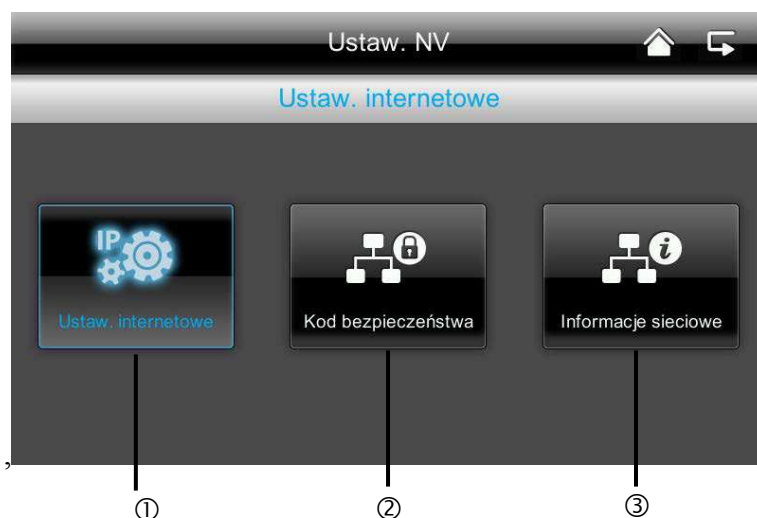 Ustaw. NV
Ustaw. internetowe
IP
Ustaw. internetowe
Kod bezpieczeństwa
i
Informacje sieciowe
,
① ② ③